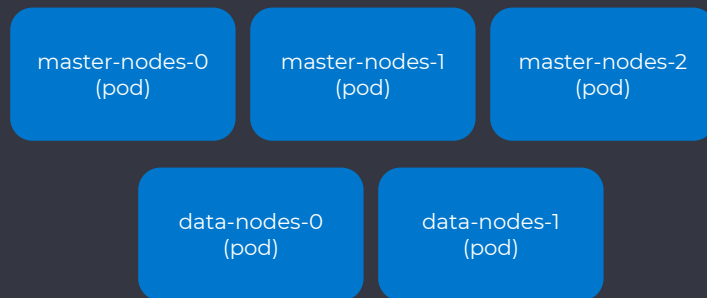 master-nodes-0
(pod)
master-nodes-1
(pod)
master-nodes-2
(pod)
data-nodes-0
(pod)
data-nodes-1
(pod)